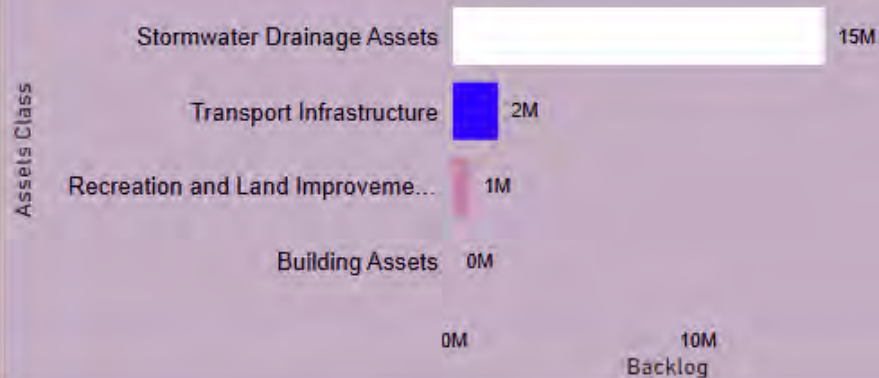 Assets Class
Stormwater Drainage Assets 15M
Transport Infrastructure 2M
Recreation and Land Improveme... 1M
Building Assets 0M
0M 10M
Backlog